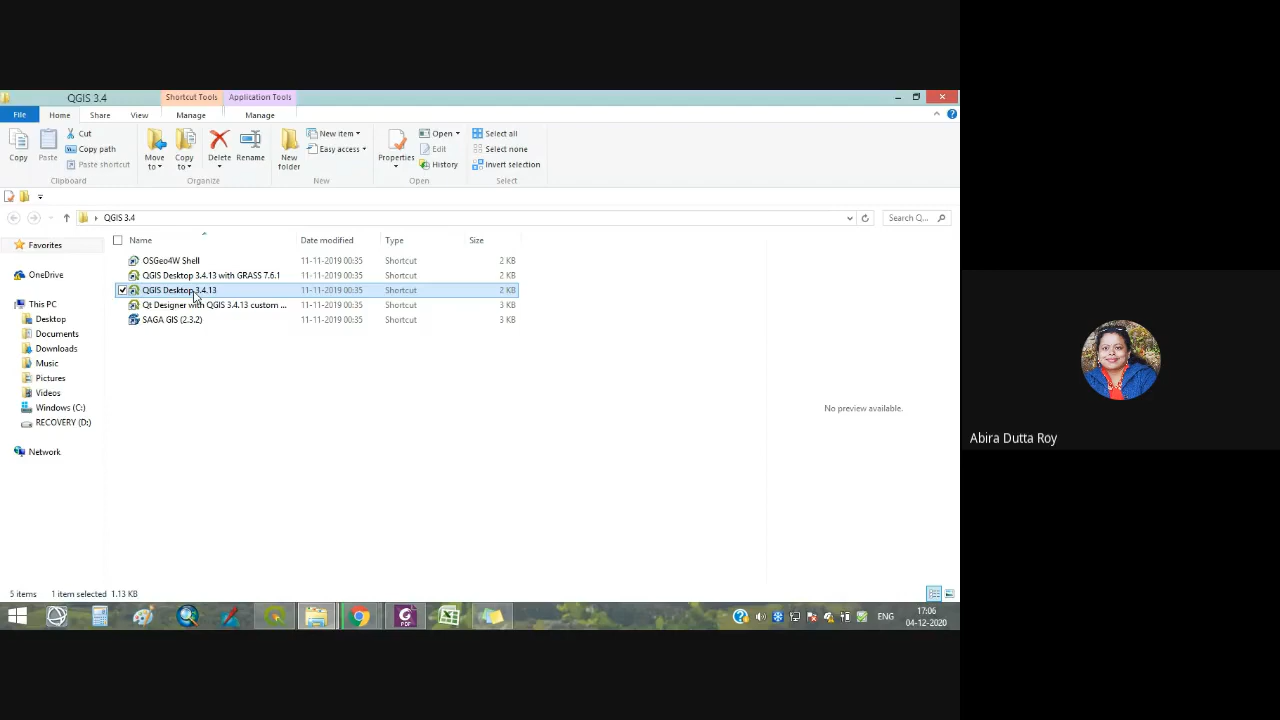 QGIS 3.4
Shortcut Tools
Application Tools
File
Home
Share
View
Manage
Manage
Copy
Paste
Cut
Copy path
Paste shortcut
Clipboard
Move to
Copy to
Delete
Rename
Organize
New folder
New item
Easy access
New
Properties
Open
Edit
History
Open
Select all
Select none
Invert selection
Select
QGIS 3.4
Search Q...
Name
Date modified
Type
Size
OSGeo4W Shell 11-11-2019 00:35 Shortcut 2 KB
QGIS Desktop 3.4.13 with GRASS 7.6.1 11-11-2019 00:35 Shortcut 2 KB
QGIS Desktop 3.4.13 11-11-2019 00:35 Shortcut 2 KB
Qt Designer with QGIS 3.4.13 custom ... 11-11-2019 00:35 Shortcut 3 KB
SAGA GIS (2.3.2) 11-11-2019 00:35 Shortcut 3 KB
Favorites
OneDrive
This PC
Desktop
Documents
Downloads
Music
Pictures
Videos
Windows (C:)
RECOVERY (D:)
Network
No preview available.
Abira Dutta Roy
5 items 1 item selected 1.13 KB
PDF
ENG
17:06
04-12-2020